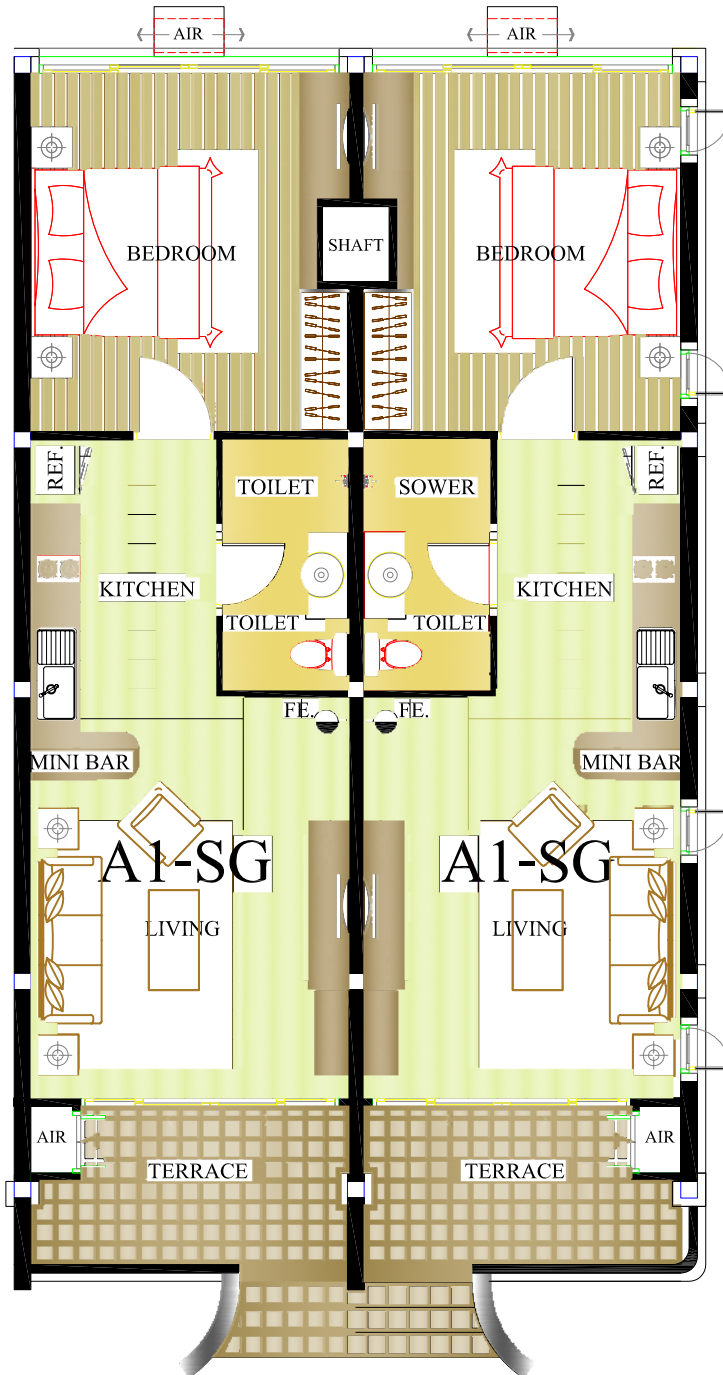 AIR AIR
BEDROOM SHAFT BEDROOM
REF. TOILET SOWER REF.
KITCHEN KITCHEN
TOILET TOILET
FE. FE.
MINI BAR MINI BAR
A1-SG A1-SG
LIVING LIVING
AIR AIR
TERRACE TERRACE